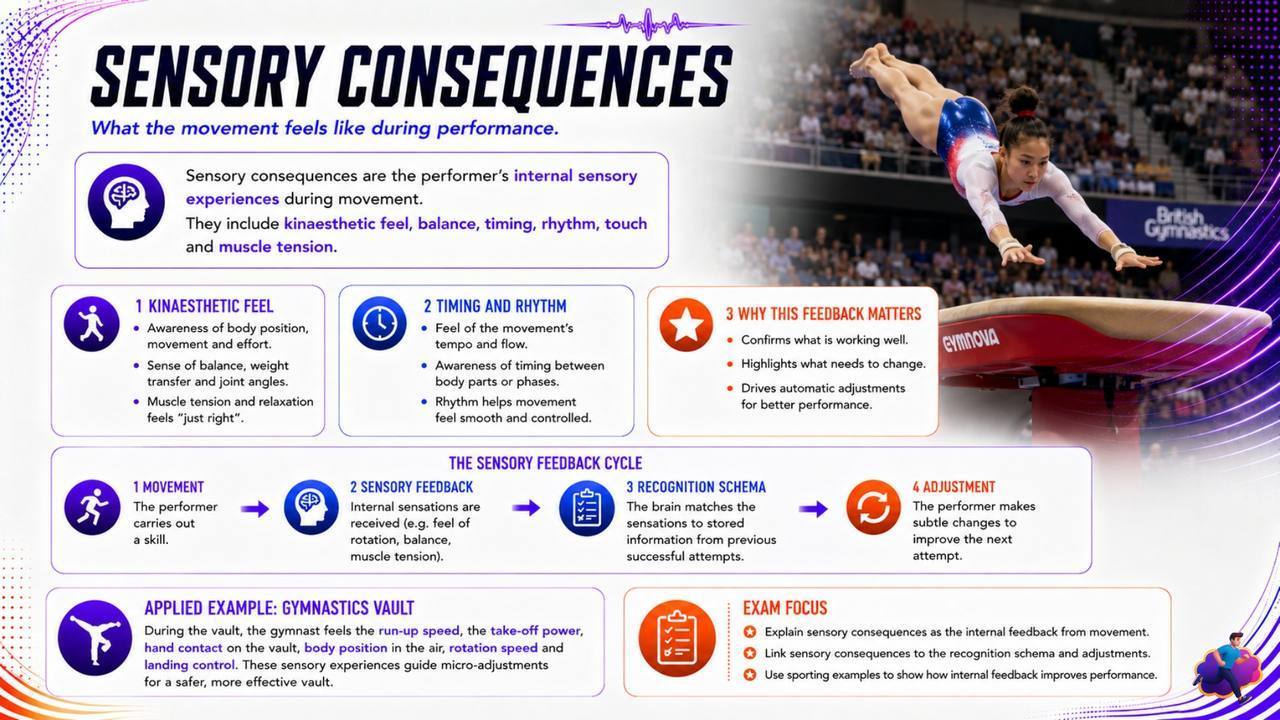 SENSORY CONSEQUENCES
What the movement feels like during performance.
Sensory consequences are the performer's internal sensory
experiences during movement.
They include kinaesthetic feel, balance, timing, rhythm, touch
and muscle tension.
1 KINAESTHETIC FEEL
• Awareness of body position,
movement and effort.
• Sense of balance, weight
transfer and joint angles.
• Muscle tension and relaxation
feels “just right”.
2 TIMING AND RHYTHM
• Feel of the movement's
tempo and flow.
• Awareness of timing between
body parts or phases.
• Rhythm helps movement
feel smooth and controlled.
3 WHY THIS FEEDBACK MATTERS
• Confirms what is working well.
• Highlights what needs to change.
• Drives automatic adjustments
for better performance.
British
Gymnastics
GYMNOVA
THE SENSORY FEEDBACK CYCLE
1 MOVEMENT
The performer
carries out
a skill.
2 SENSORY FEEDBACK
Internal sensations are
received (e.g. feel of
rotation, balance,
muscle tension).
3 RECOGNITION SCHEMA
The brain matches the
sensations to stored
information from previous
successful attempts.
4 ADJUSTMENT
The performer makes
subtle changes to
improve the next
attempt.
APPLIED EXAMPLE: GYMNASTICS VAULT
During the vault, the gymnast feels the run-up speed, the take-off power,
hand contact on the vault, body position in the air, rotation speed and
landing control. These sensory experiences guide micro-adjustments
for a safer, more effective vault.
EXAM FOCUS
Explain sensory consequences as the internal feedback from movement.
Link sensory consequences to the recognition schema and adjustments.
Use sporting examples to show how internal feedback improves performance.